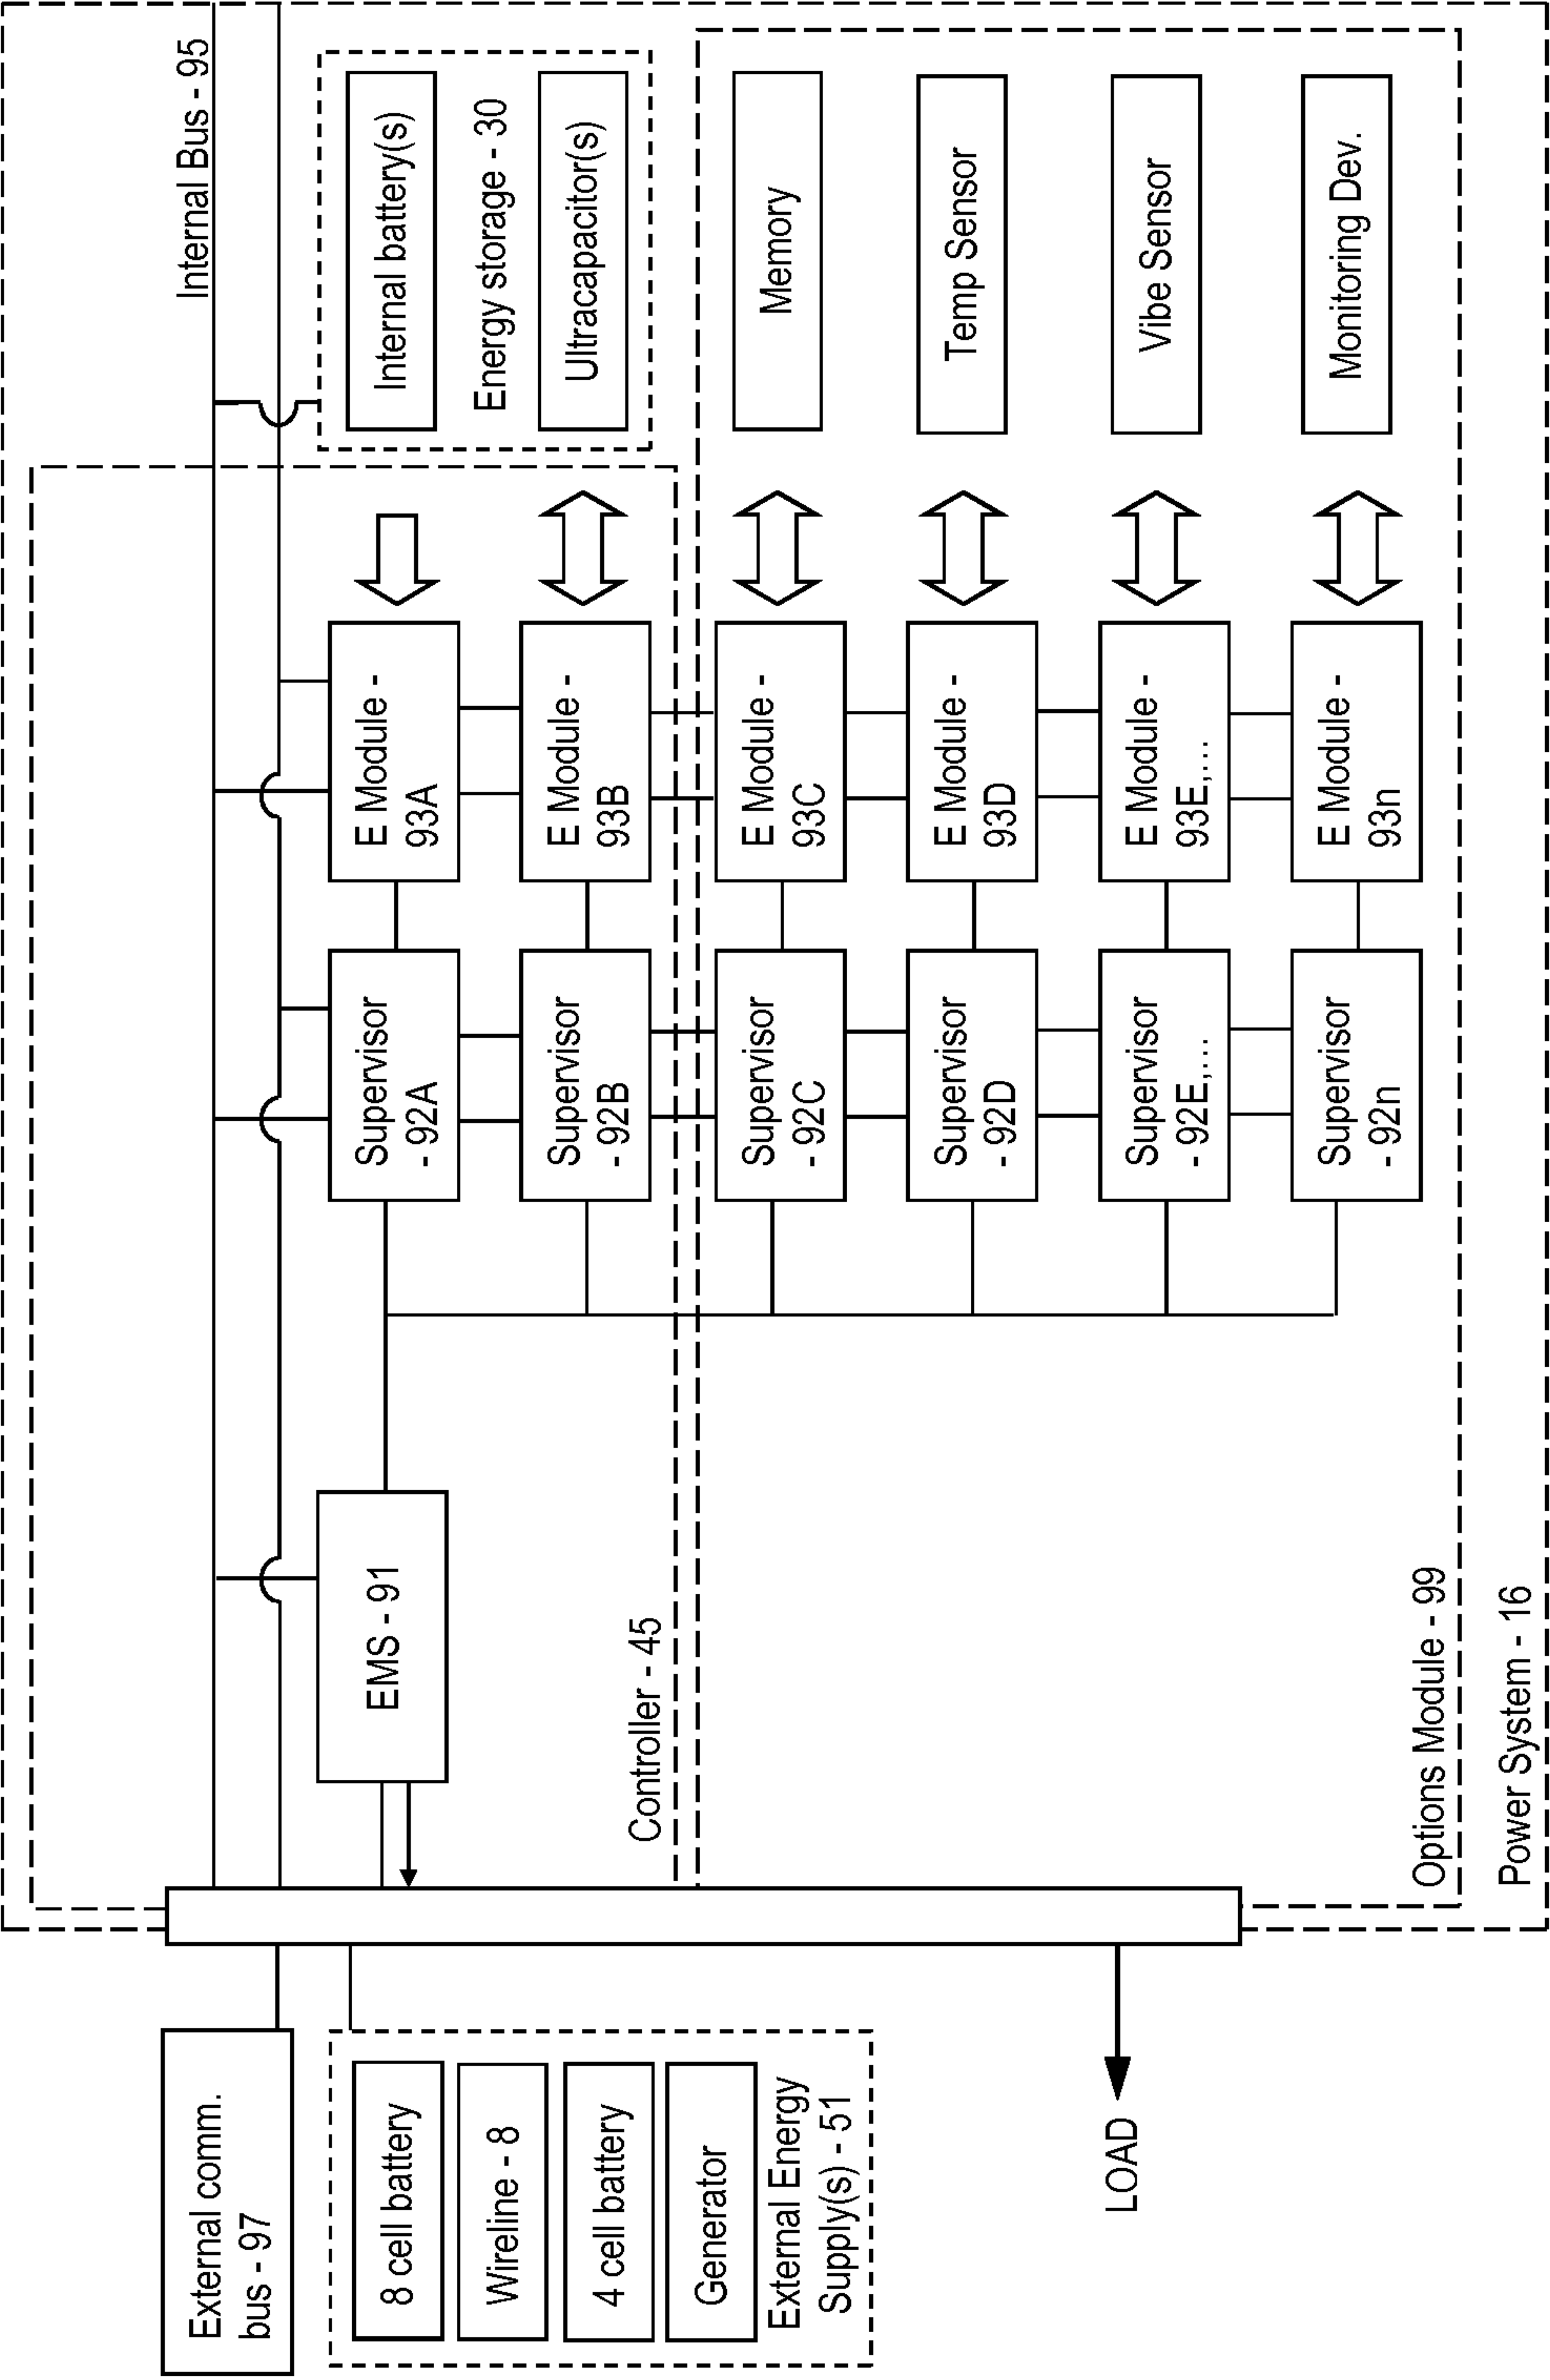 Internal Bus - 95
External comm.
bus - 97
8 cell battery
Wireline - 8
4 cell battery
Generator
External Energy
Supply(s) - 51
LOAD
EMS - 91
Controller - 45
Supervisor
- 92A
Supervisor
- 92B
Supervisor
- 92C
Supervisor
- 92D
Supervisor
- 92E,...
Supervisor
- 92n
E Module -
93A
E Module -
93B
E Module -
93C
E Module -
93D
E Module -
93E,...
E Module -
93n
Internal battery(s)
Energy storage - 30
Ultracapacitor(s)
Memory
Temp Sensor
Vibe Sensor
Monitoring Dev.
Options Module - 99
Power System - 16